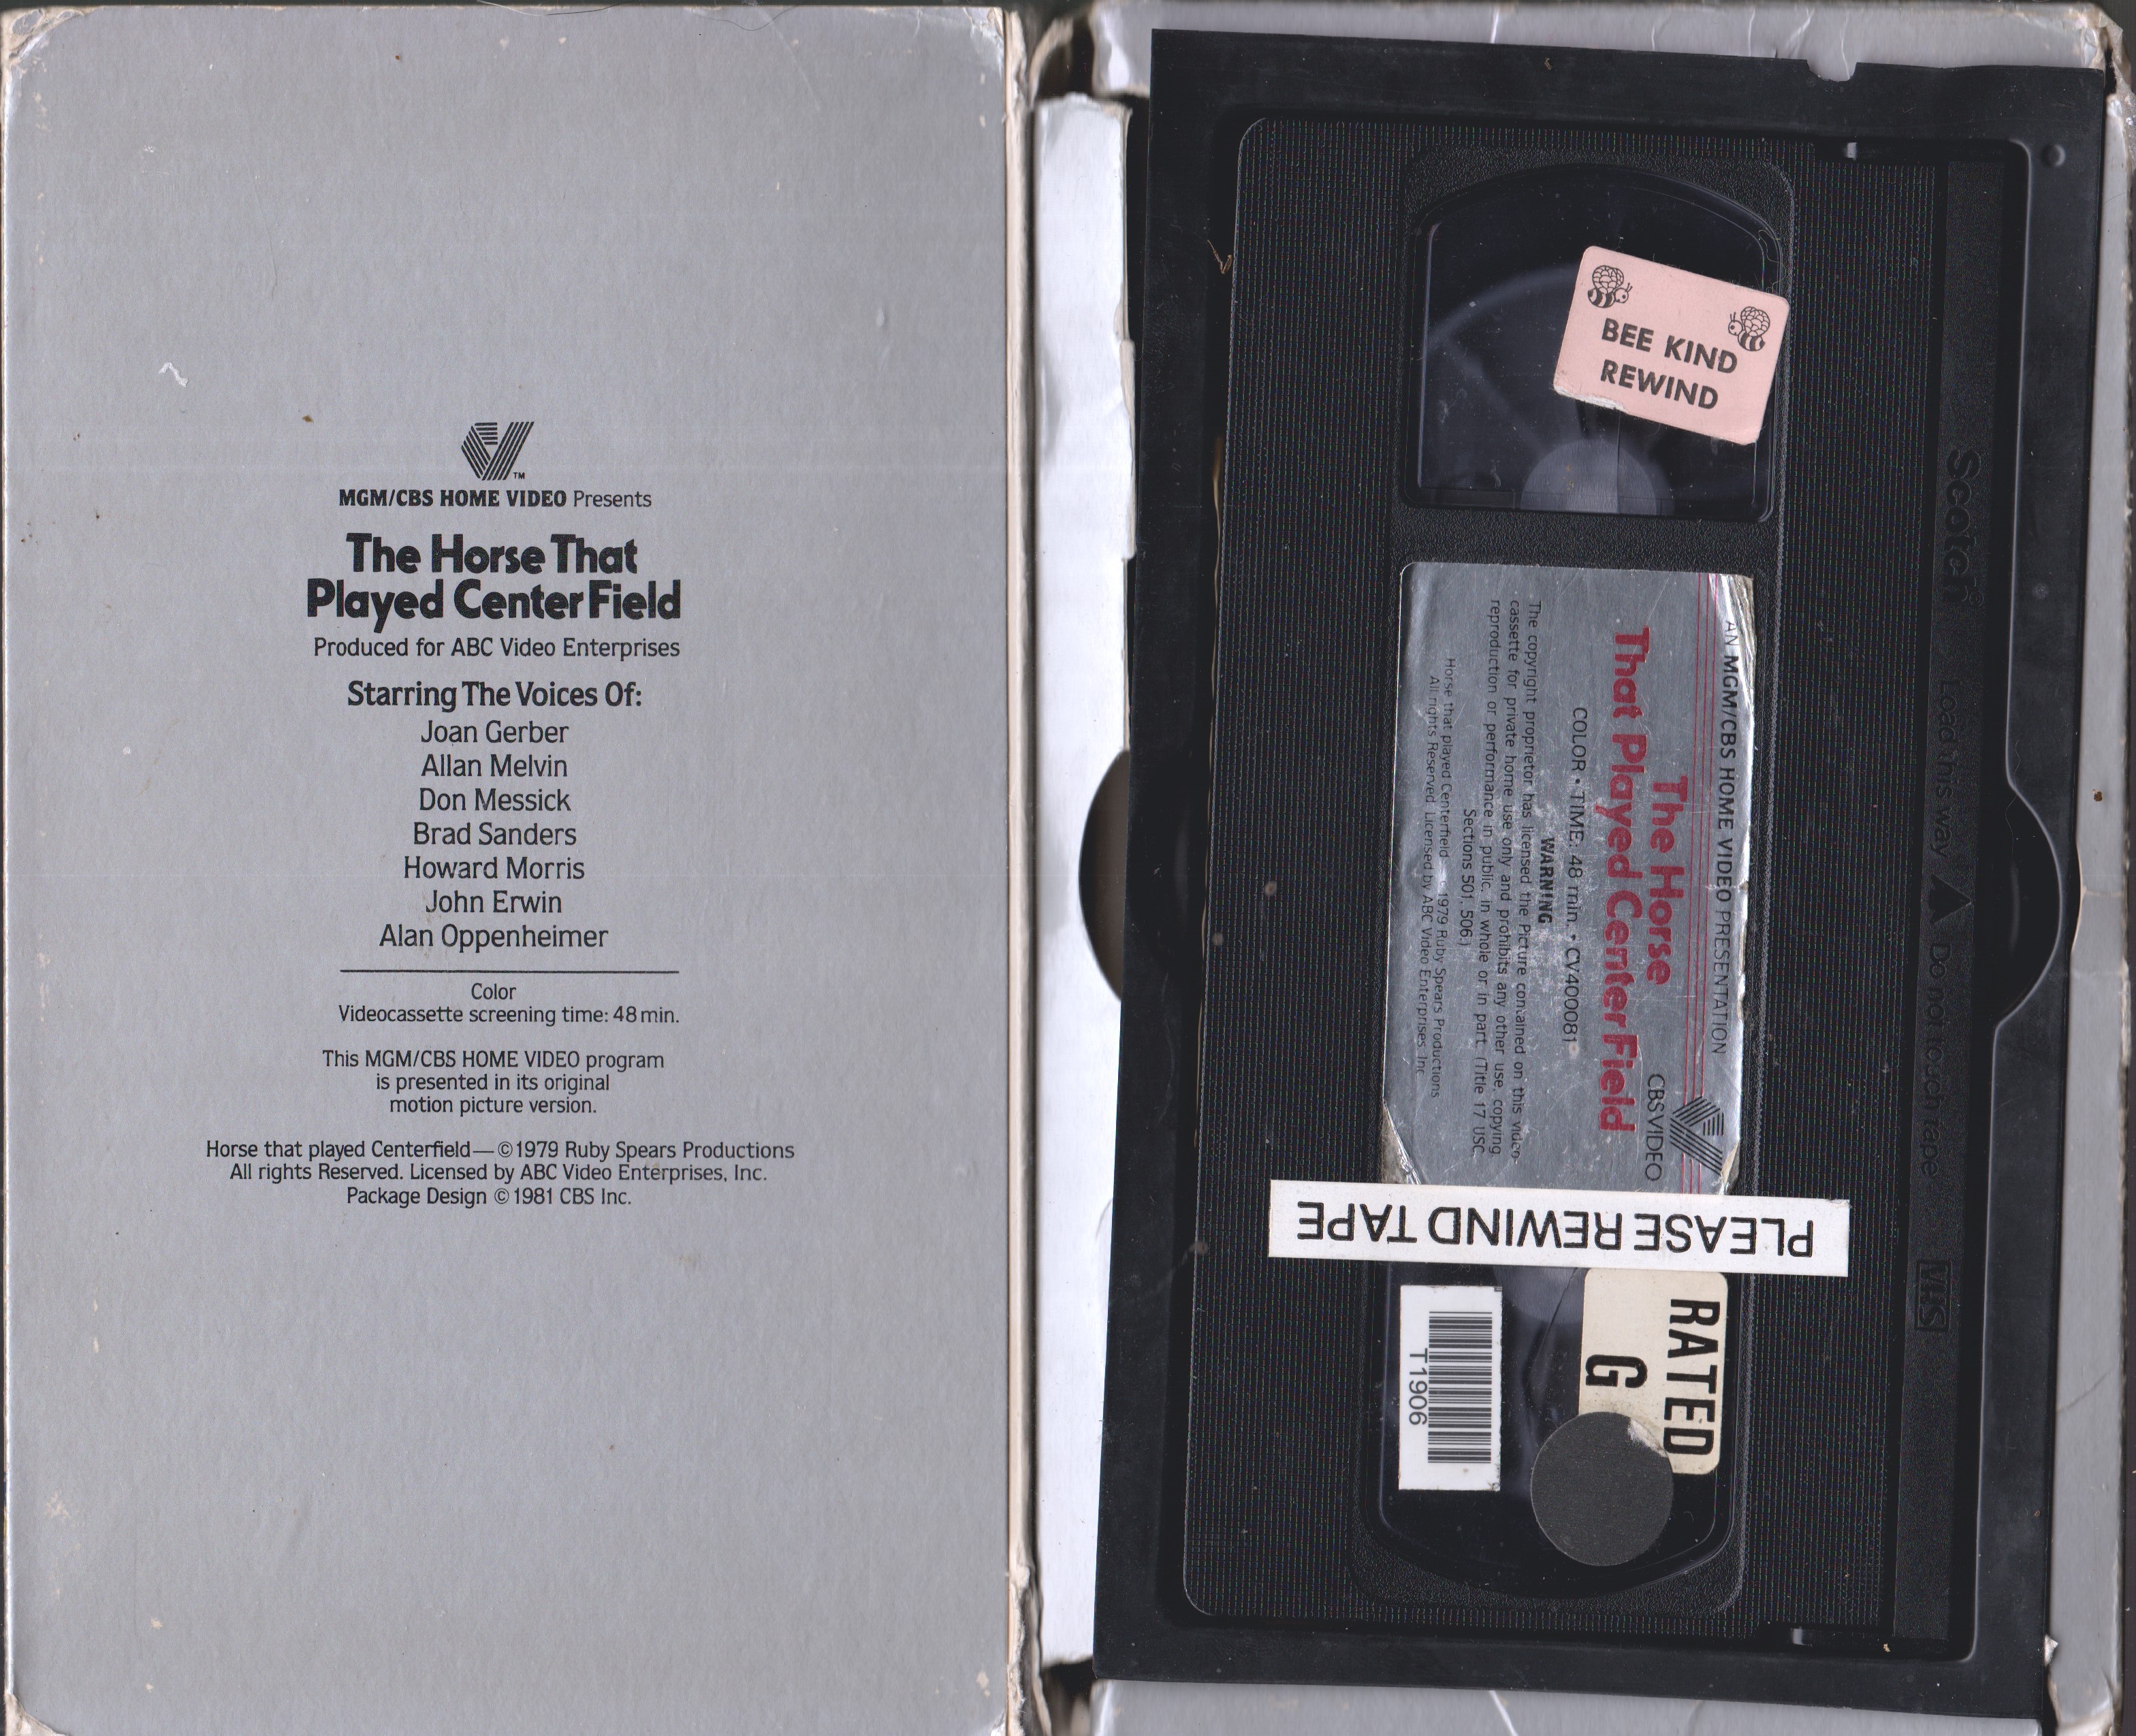 TM
MGM/CBS HOME VIDEO Presents
The Horse That
Played Center Field
Produced for ABC Video Enterprises
Starring The Voices Of:
Joan Gerber
Allan Melvin
Don Messick
Brad Sanders
Howard Morris
John Erwin
Alan Oppenheimer
Color
Videocassette screening time: 48 min.
This MGM/CBS HOME VIDEO program
is presented in its original
motion picture version.
Horse that played Centerfield—©1979 Ruby Spears Productions
All rights Reserved. Licensed by ABC Video Enterprises, Inc.
Package Design ©1981 CBS Inc.
BEE KIND
REWIND
AN MGM/CBS HOME VIDEO PRESENTATION
CBS VIDEO
The Horse
That Played Center Field
COLOR • TIME: 48 min. • CV400081
WARNING
The copyright proprietor has licensed the Picture contained on this video-
cassette for private home use only and prohibits any other use, copying
reproduction or performance in public, in whole or in part. (Title 17 USC
Sections 501, 506.)
Horse that played Centerfield 1979 Ruby Spears Productions
All rights Reserved. Licensed by ABC Video Enterprises, Inc.
PLEASE REWIND TAPE
RATED
G
T1906
Scotch
Load this way
Do not touch tape
VHS